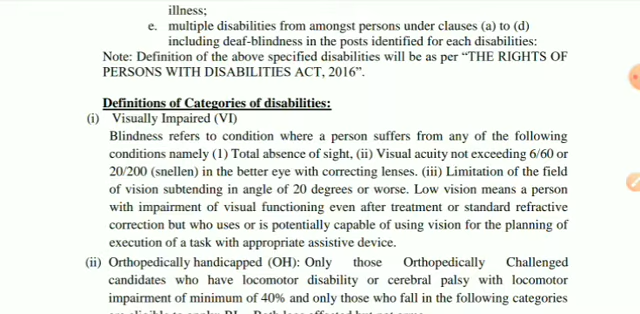 illness;
e. multiple disabilities from amongst persons under clauses (a) to (d)
including deaf-blindness in the posts identified for each disabilities:
Note: Definition of the above specified disabilities will be as per “THE RIGHTS OF
PERSONS WITH DISABILITIES ACT, 2016”.
Definitions of Categories of disabilities:
(i) Visually Impaired (VI)
Blindness refers to condition where a person suffers from any of the following
conditions namely (1) Total absence of sight, (ii) Visual acuity not exceeding 6/60 or
20/200 (snellen) in the better eye with correcting lenses. (iii) Limitation of the field
of vision subtending in angle of 20 degrees or worse. Low vision means a person
with impairment of visual functioning even after treatment or standard refractive
correction but who uses or is potentially capable of using vision for the planning of
execution of a task with appropriate assistive device.
(ii) Orthopedically handicapped (OH): Only those Orthopedically Challenged
candidates who have locomotor disability or cerebral palsy with locomotor
impairment of minimum of 40% and only those who fall in the following categories